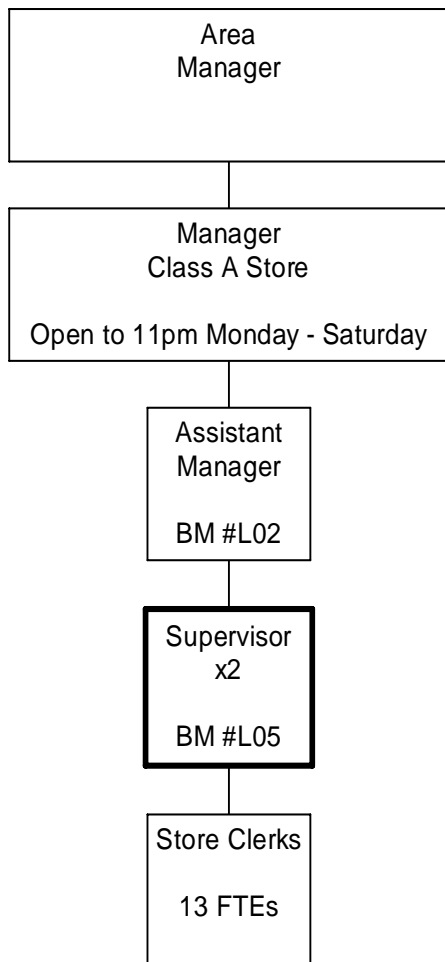 Area
Manager
Manager
Class A Store
Open to 11pm Monday - Saturday
Assistant
Manager
BM #L02
Supervisor
x2
BM #L05
Store Clerks
13 FTEs